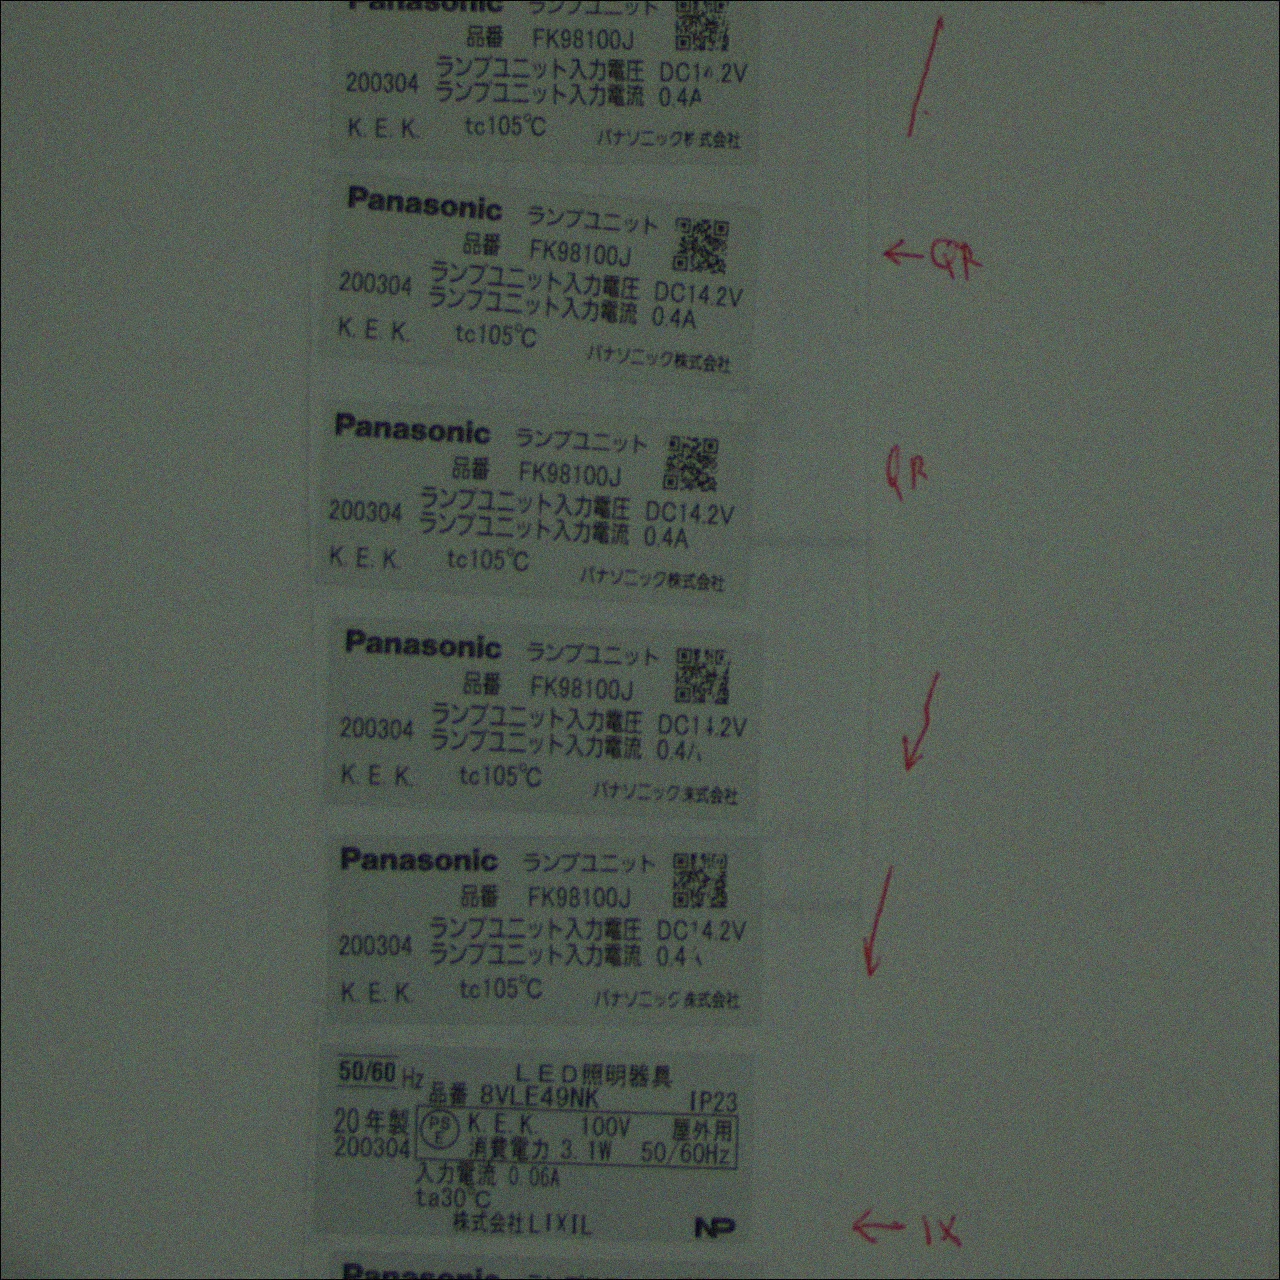 Panasonic ランプユニット
品番 FK98100J
ランプユニット入力電圧 DC14.2V
200304 ランプユニット入力電流 0.4A
K.E.K. tc105℃ パナソニック株式会社
Panasonic ランプユニット
品番 FK98100J
← QR
ランプユニット入力電圧 DC14.2V
200304 ランプユニット入力電流 0.4A
K.E.K. tc105℃ パナソニック株式会社
Panasonic ランプユニット
品番 FK98100J
QR
ランプユニット入力電圧 DC14.2V
200304 ランプユニット入力電流 0.4A
K.E.K. tc105℃ パナソニック株式会社
Panasonic ランプユニット
品番 FK98100J
ランプユニット入力電圧 DC14.2V
200304 ランプユニット入力電流 0.4A
K.E.K. tc105℃ パナソニック株式会社
Panasonic ランプユニット
品番 FK98100J
ランプユニット入力電圧 DC14.2V
200304 ランプユニット入力電流 0.4A
K.E.K. tc105℃ パナソニック株式会社
50/60 Hz LED照明器具
品番 8VLE49NK IP23
20年製 PSE K.E.K. 100V 屋外用
200304 消費電力 3.1W 50/60Hz
入力電流 0.06A
ta30℃
株式会社LIXIL NP
← IX
Panasonic